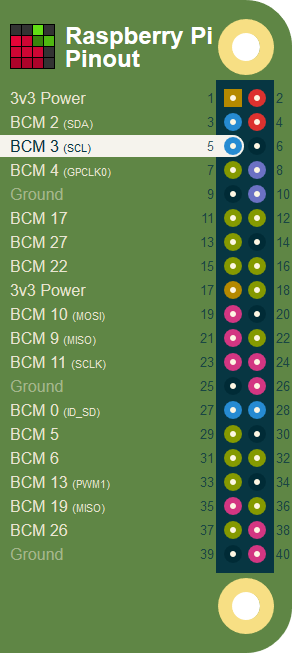 Raspberry Pi
Pinout
3v3 Power 1 2
BCM 2 (SDA) 3 4
BCM 3 (SCL) 5 6
BCM 4 (GPCLK0) 7 8
Ground 9 10
BCM 17 11 12
BCM 27 13 14
BCM 22 15 16
3v3 Power 17 18
BCM 10 (MOSI) 19 20
BCM 9 (MISO) 21 22
BCM 11 (SCLK) 23 24
Ground 25 26
BCM 0 (ID_SD) 27 28
BCM 5 29 30
BCM 6 31 32
BCM 13 (PWM1) 33 34
BCM 19 (MISO) 35 36
BCM 26 37 38
Ground 39 40